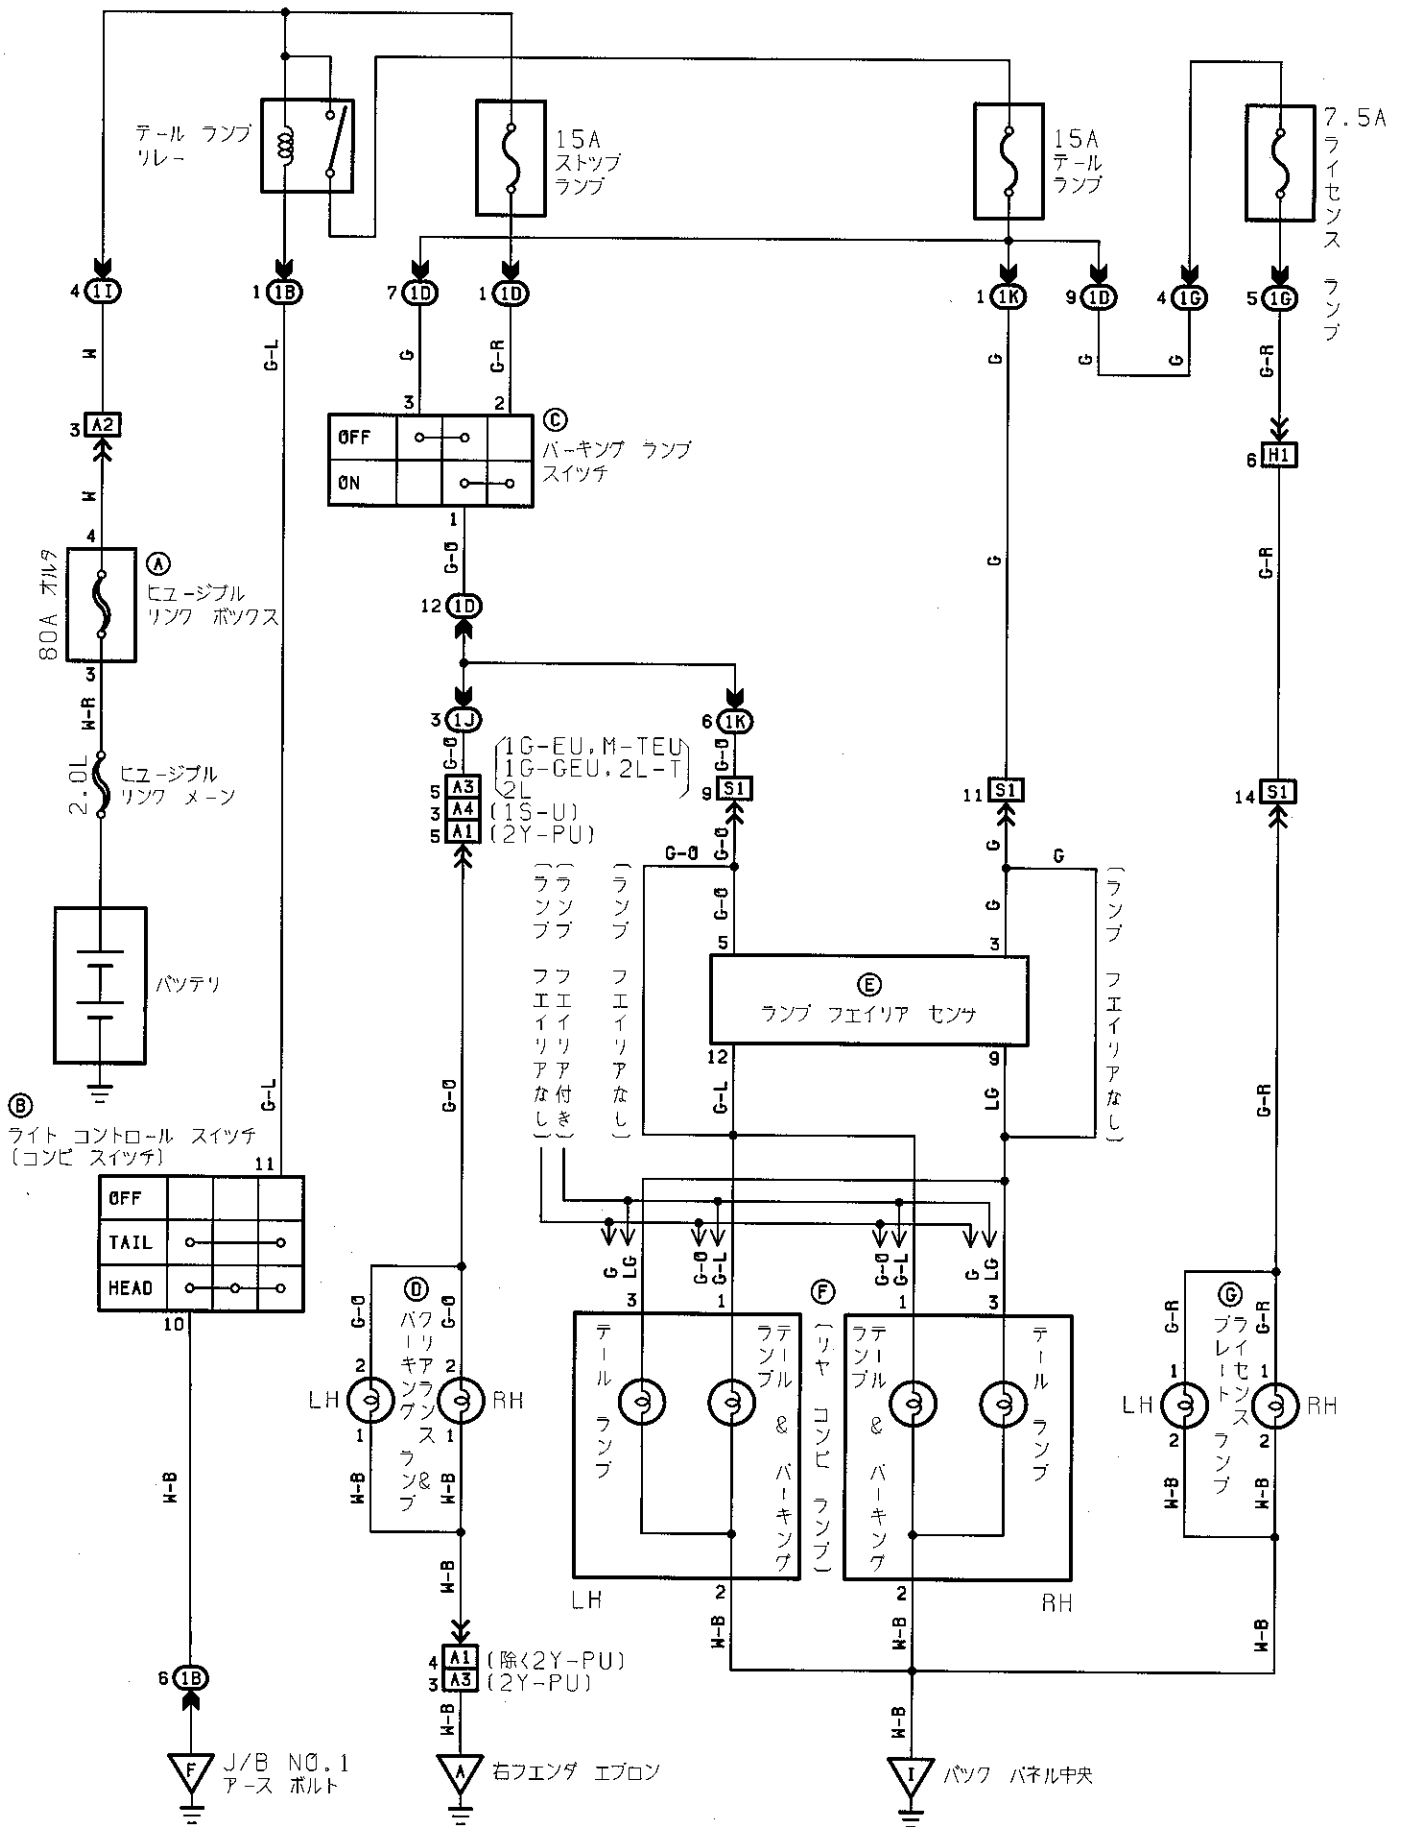 テール ランプ
リレー
15A
ストップ
ランプ
15A
テール
ランプ
7.5A
ライセンス ランプ
4 1I
1 1B
7 1D
1 1D
1 1K
9 1D
4 1G
5 1G
W
G-L
G
G-R
G
G
G
G-R
3 A2
3
2
C
パーキング ランプ
スイッチ
OFF
ON
1
6 H1
W
4
80A オルタ
A
ヒュージブル
リンク ボックス
3
G-O
G
G-R
12 1D
W-R
2.0L
ヒュージブル
リンク メーン
3 1J
6 1K
G-O
(1G-EU, M-TEU
1G-GEU, 2L-T
2L)
5 A3
3 A4 (1S-U)
5 A1 (2Y-PU)
G-O
9 S1
11 S1
14 S1
G-O
G-O
G
G
(ランプ フェイリアなし)
(ランプ フェイリア付き)
(ランプ フェイリアなし)
G-O
G
(ランプ フェイリアなし)
5
3
E
ランプ フェイリア センサ
12
9
バッテリ
G-L
G-O
G-L
LG
G-R
B
ライト コントロール スイッチ
(コンビ スイッチ)
11
OFF
TAIL
HEAD
10
G
LG
G-O
G-L
G-O
G-L
G
LG
G-O
D
クリアランス &
パーキング ランプ
G-O
2
2
LH
RH
1
1
W-B
W-B
3
1
F
(リヤ コンビ ランプ)
1
3
テール ランプ
テール & パーキング
ランプ
テール & パーキング
ランプ
テール ランプ
2
LH
2
RH
G-R
G
ライセンス
プレート ランプ
G-R
1
1
LH
RH
2
2
W-B
W-B
W-B
W-B
W-B
W-B
W-B
4 A1 (除く2Y-PU)
3 A3 (2Y-PU)
6 1B
W-B
W-B
F
J/B NO.1
アース ボルト
A
右フェンダ エプロン
I
バック パネル中央